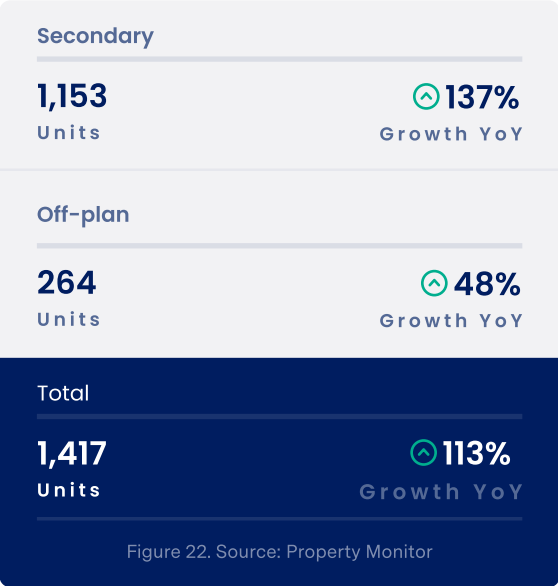 Secondary
1,153 137%
Units Growth YoY
Off-plan
264 48%
Units Growth YoY
Total
1,417 113%
Units Growth YoY
Figure 22. Source: Property Monitor